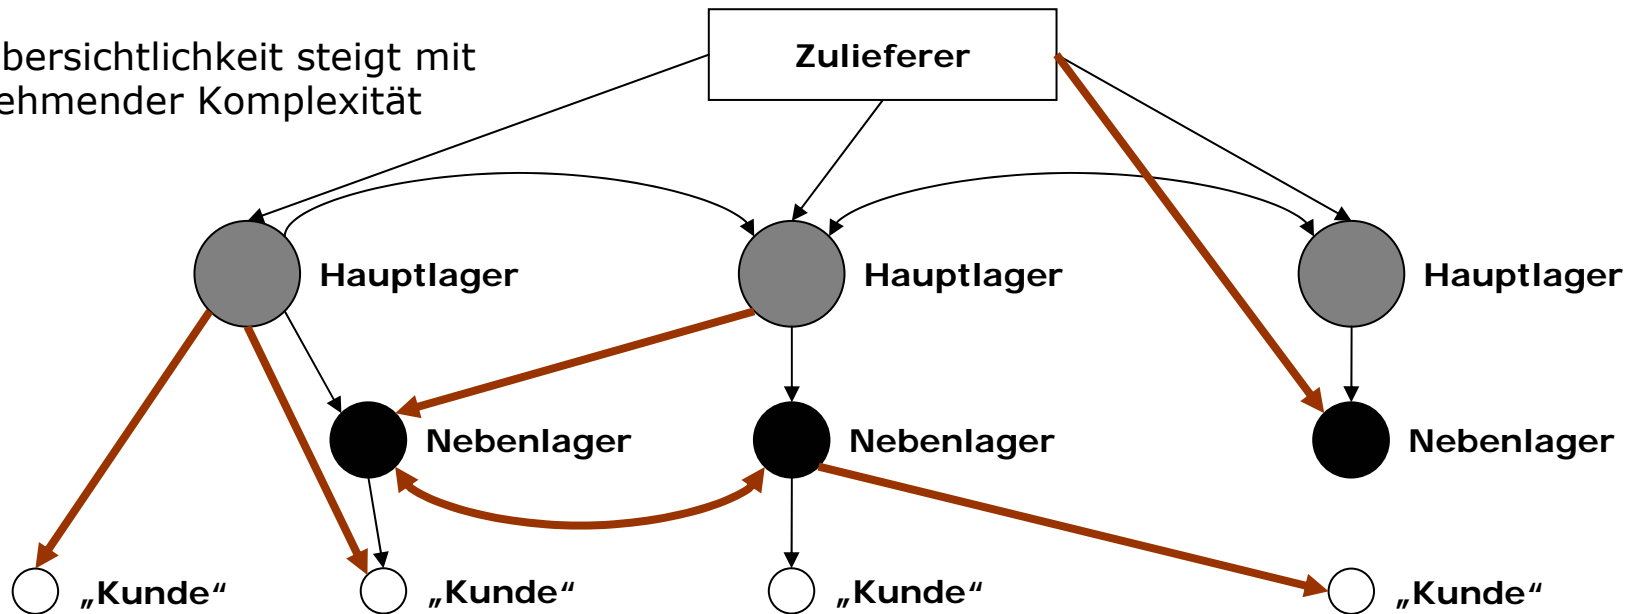 Zulieferer
bersichtlichkeit steigt mit
ehmender Komplexität
Hauptlager
Hauptlager
Hauptlager
Nebenlager
Nebenlager
Nebenlager
„Kunde“
„Kunde“
„Kunde“
„Kunde“